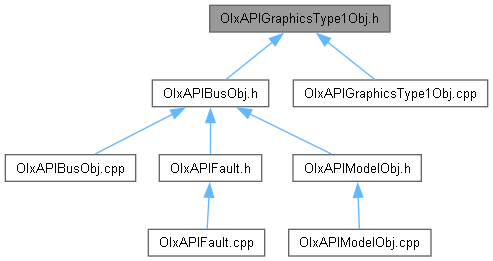 OlxAPIGraphicsType1Obj.h
OlxAPIBusObj.h
OlxAPIGraphicsType1Obj.cpp
OlxAPIBusObj.cpp
OlxAPIFault.h
OlxAPIModelObj.h
OlxAPIFault.cpp
OlxAPIModelObj.cpp